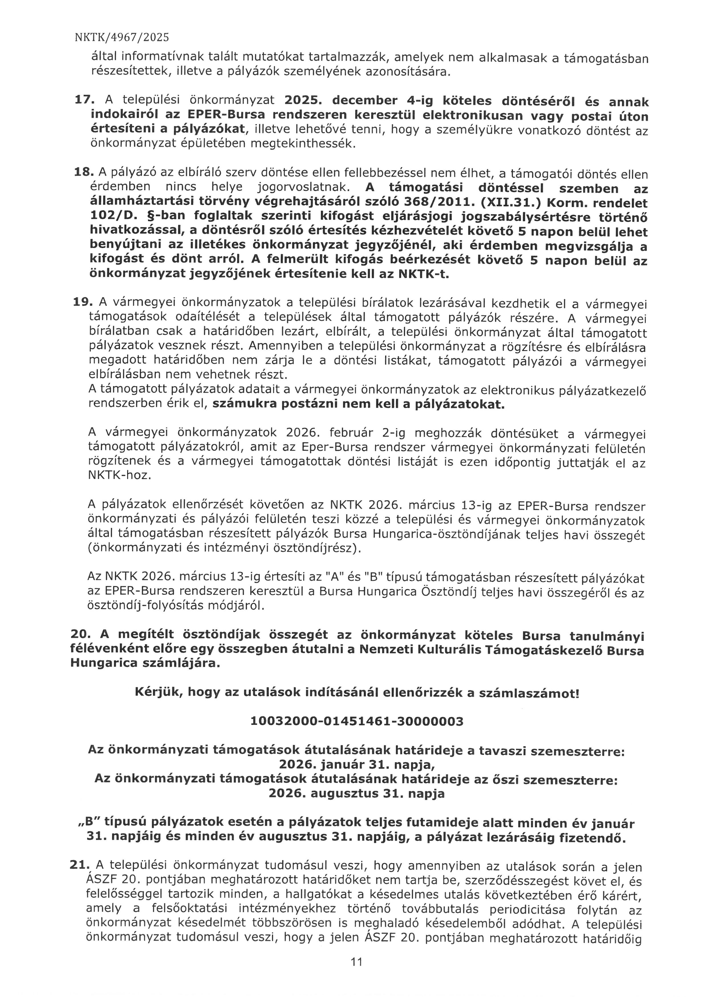 NKTK/4967/2025
által informatívnak talált mutatókat tartalmazzák, amelyek nem alkalmasak a támogatásban
részesítettek, illetve a pályázók személyének azonosítására.
17. A települési önkormányzat 2025. december 4-ig köteles döntéséről és annak
indokairól az EPER-Bursa rendszeren keresztül elektronikusan vagy postai úton
értesíteni a pályázókat, illetve lehetővé tenni, hogy a személyükre vonatkozó döntést az
önkormányzat épületében megtekinthessék.
18. A pályázó az elbíráló szerv döntése ellen fellebbezéssel nem élhet, a támogatói döntés ellen
érdemben nincs helye jogorvoslatnak. A támogatási döntéssel szemben az
államháztartási törvény végrehajtásáról szóló 368/2011. (XII.31.) Korm. rendelet
102/D. §-ban foglaltak szerinti kifogást eljárásjogi jogszabálysértésre történő
hivatkozással, a döntésről szóló értesítés kézhezvételét követő 5 napon belül lehet
benyújtani az illetékes önkormányzat jegyzőjénél, aki érdemben megvizsgálja a
kifogást és dönt arról. A felmerült kifogás beérkezését követő 5 napon belül az
önkormányzat jegyzőjének értesítenie kell az NKTK-t.
19. A vármegyei önkormányzatok a települési bírálatok lezárásával kezdhetik el a vármegyei
támogatások odaítélését a települések által támogatott pályázók részére. A vármegyei
bírálatban csak a határidőben lezárt, elbírált, a települési önkormányzat által támogatott
pályázatok vesznek részt. Amennyiben a települési önkormányzat a rögzítésre és elbírálásra
megadott határidőben nem zárja le a döntési listákat, támogatott pályázói a vármegyei
elbírálásban nem vehetnek részt.
A támogatott pályázatok adatait a vármegyei önkormányzatok az elektronikus pályázatkezelő
rendszerben érik el, számukra postázni nem kell a pályázatokat.
A vármegyei önkormányzatok 2026. február 2-ig meghozzák döntésüket a vármegyei
támogatott pályázatokról, amit az Eper-Bursa rendszer vármegyei önkormányzati felületén
rögzítenek és a vármegyei támogatottak döntési listáját is ezen időpontig juttatják el az
NKTK-hoz.
A pályázatok ellenőrzését követően az NKTK 2026. március 13-ig az EPER-Bursa rendszer
önkormányzati és pályázói felületén teszi közzé a települési és vármegyei önkormányzatok
által támogatásban részesített pályázók Bursa Hungarica-ösztöndíjának teljes havi összegét
(önkormányzati és intézményi ösztöndíjrész).
Az NKTK 2026. március 13-ig értesíti az "A" és "B" típusú támogatásban részesített pályázókat
az EPER-Bursa rendszeren keresztül a Bursa Hungarica Ösztöndíj teljes havi összegéről és az
ösztöndíj-folyósítás módjáról.
20. A megítélt ösztöndíjak összegét az önkormányzat köteles Bursa tanulmányi
félévenként előre egy összegben átutalni a Nemzeti Kulturális Támogatáskezelő Bursa
Hungarica számlájára.
Kérjük, hogy az utalások indításánál ellenőrizzék a számlaszámot!
10032000-01451461-30000003
Az önkormányzati támogatások átutalásának határideje a tavaszi szemeszterre:
2026. január 31. napja,
Az önkormányzati támogatások átutalásának határideje az őszi szemeszterre:
2026. augusztus 31. napja
„B" típusú pályázatok esetén a pályázatok teljes futamideje alatt minden év január
31. napjáig és minden év augusztus 31. napjáig, a pályázat lezárásáig fizetendő.
21. A települési önkormányzat tudomásul veszi, hogy amennyiben az utalások során a jelen
ÁSZF 20. pontjában meghatározott határidőket nem tartja be, szerződésszegést követ el, és
felelősséggel tartozik minden, a hallgatókat a késedelmes utalás következtében érő kárért,
amely a felsőoktatási intézményekhez történő továbbutalás periodicitása folytán az
önkormányzat késedelmét többszörösen is meghaladó késedelemből adódhat. A települési
önkormányzat tudomásul veszi, hogy a jelen ÁSZF 20. pontjában meghatározott határidőig
11